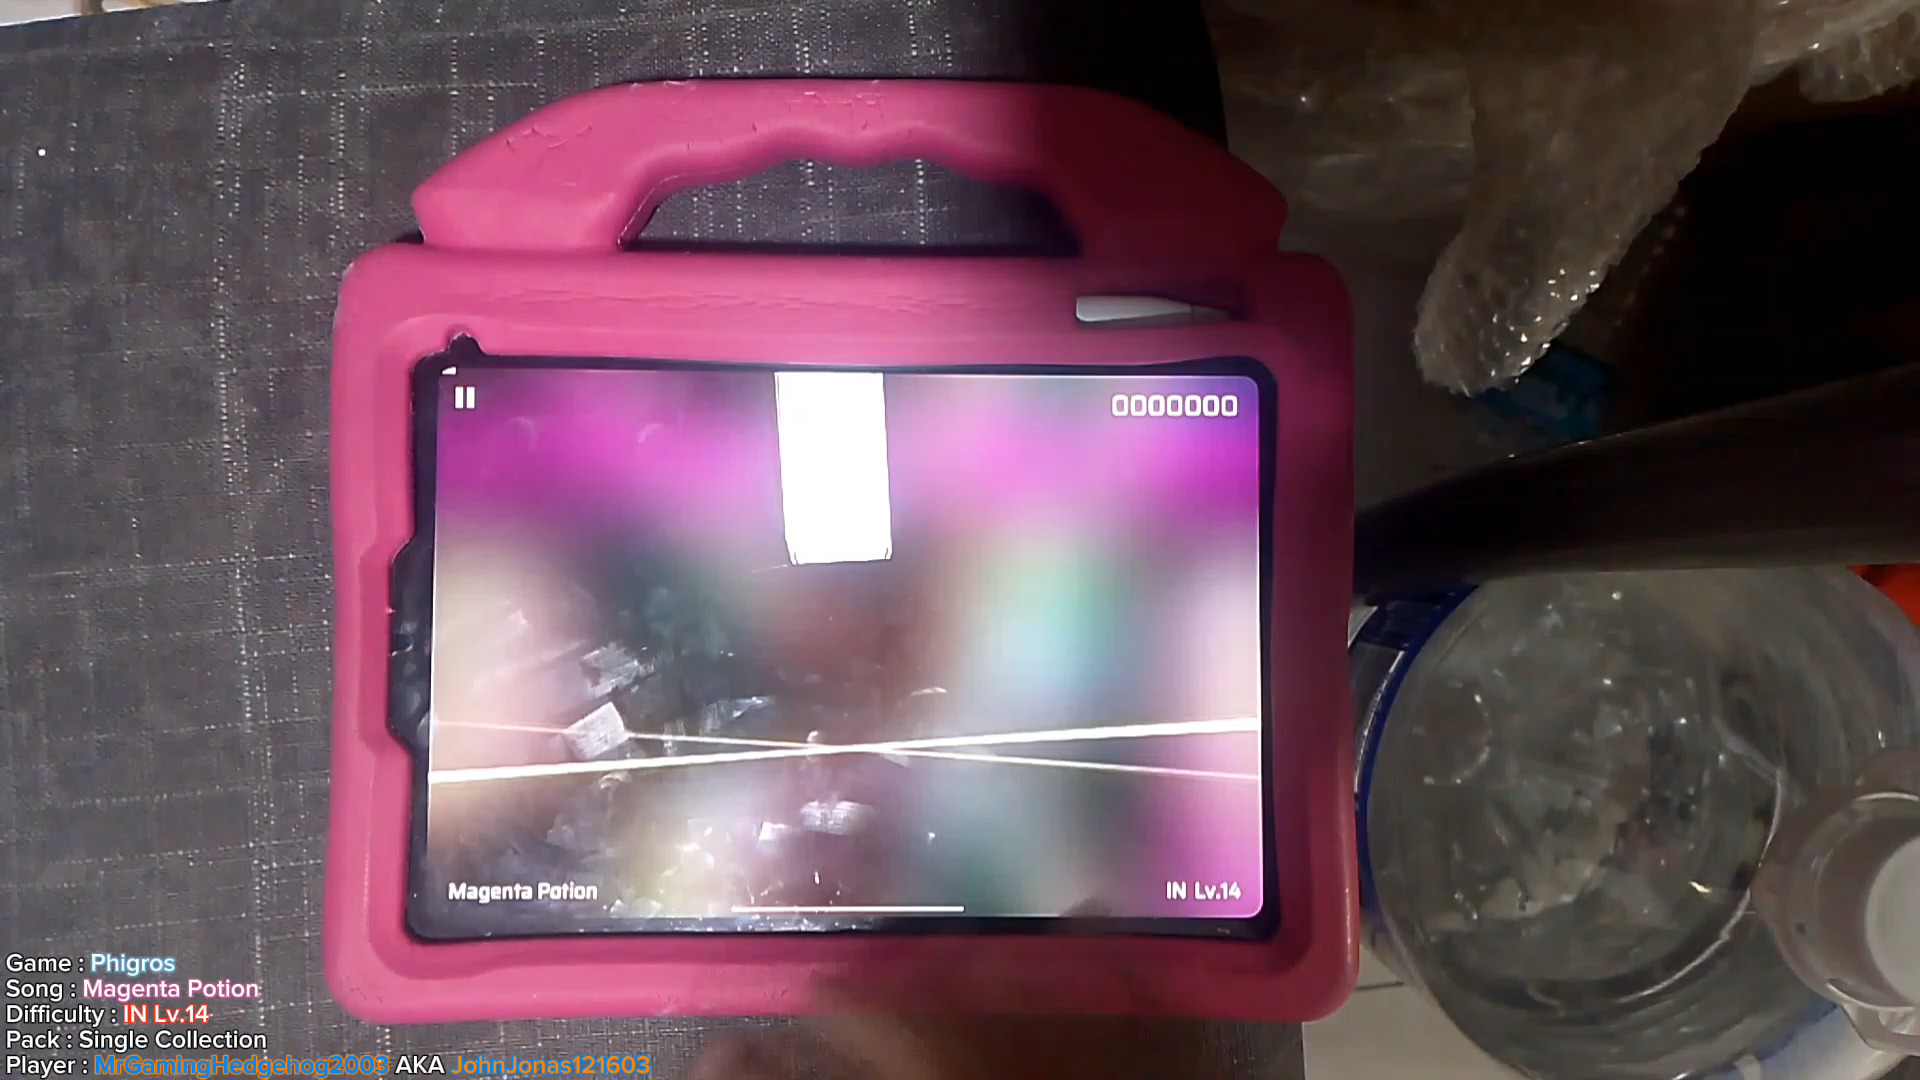 0000000
Magenta Potion
IN Lv.14
Game : Phigros
Song : Magenta Potion
Difficulty : IN Lv.14
Pack : Single Collection
Player : MrGamingHedgehog2003 AKA JohnJonas121603